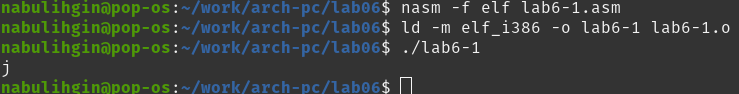 nabulihgin@pop-os:~/work/arch-pc/lab06$ nasm -f elf lab6-1.asm
nabulihgin@pop-os:~/work/arch-pc/lab06$ ld -m elf_i386 -o lab6-1 lab6-1.o
nabulihgin@pop-os:~/work/arch-pc/lab06$ ./lab6-1
j
nabulihgin@pop-os:~/work/arch-pc/lab06$